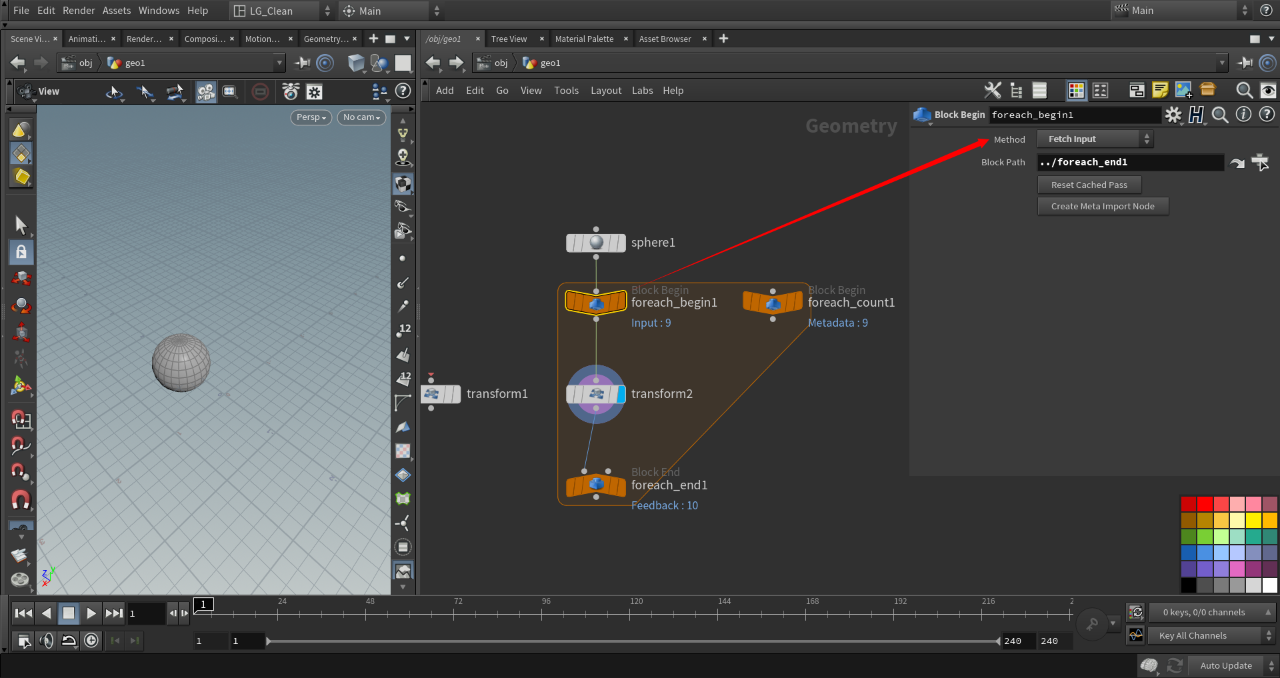 File Edit Render Assets Windows Help LG_Clean Main Main
Scene Vi... Animati... Render... Composi... Motion... Geometry... /obj/geo1 Tree View Material Palette Asset Browser
obj geo1 obj geo1
View Add Edit Go View Tools Layout Labs Help
Persp No cam
Geometry
Block Begin foreach_begin1
Method Fetch Input
Block Path ../foreach_end1
Reset Cached Pass
Create Meta Import Node
sphere1
Block Begin Block Begin
foreach_begin1 foreach_count1
Input : 9 Metadata : 9
12
12
transform1 transform2
Block End
foreach_end1
Feedback : 10
z y
x
1 1 24 48 72 96 120 144 168 192 216 2
0 keys, 0/0 channels
1 1 240 240 Key All Channels
Auto Update